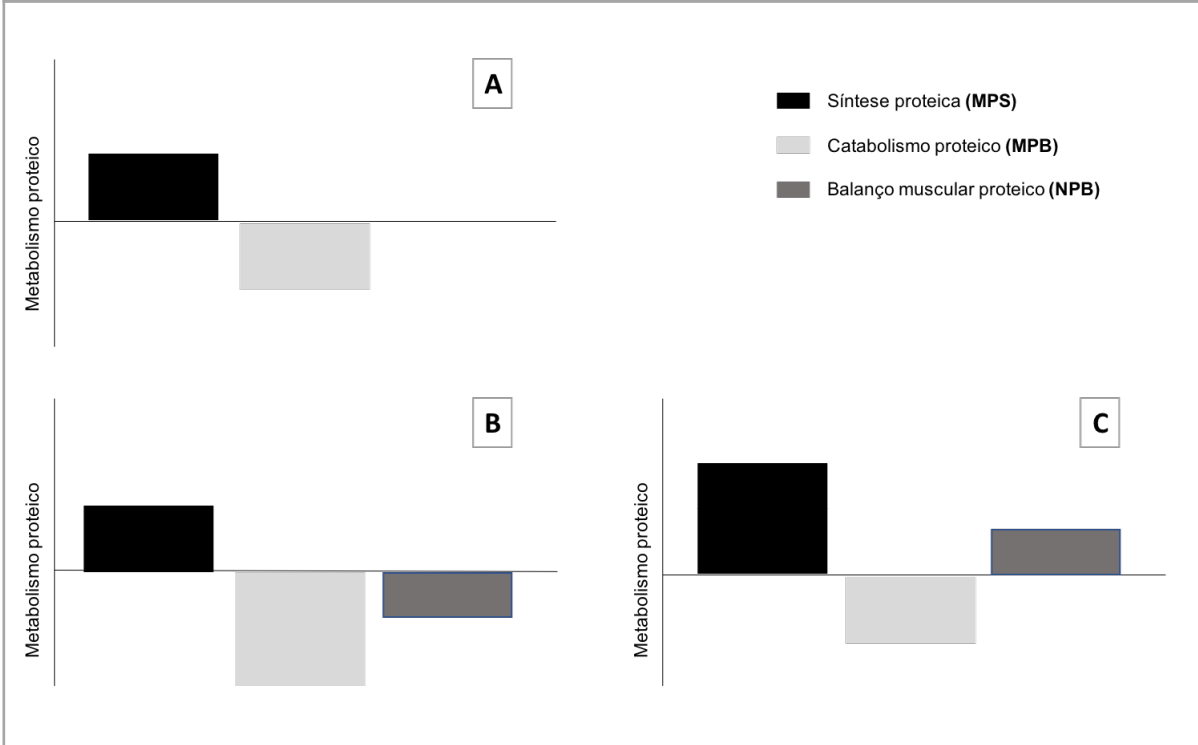 A
Síntese proteica (MPS)
Catabolismo proteico (MPB)
Balanço muscular proteico (NPB)
Metabolismo proteico
B
C
Metabolismo proteico
Metabolismo proteico